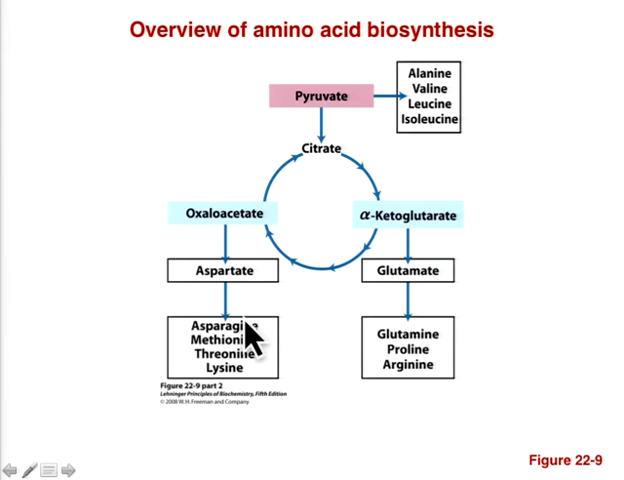 Overview of amino acid biosynthesis
Pyruvate
Alanine
Valine
Leucine
Isoleucine
Citrate
Oxaloacetate
α-Ketoglutarate
Aspartate
Glutamate
Asparagine
Methionine
Threonine
Lysine
Glutamine
Proline
Arginine
Figure 22-9 part 2
Lehninger Principles of Biochemistry, Fifth Edition
© 2008 W. H. Freeman and Company
Figure 22-9